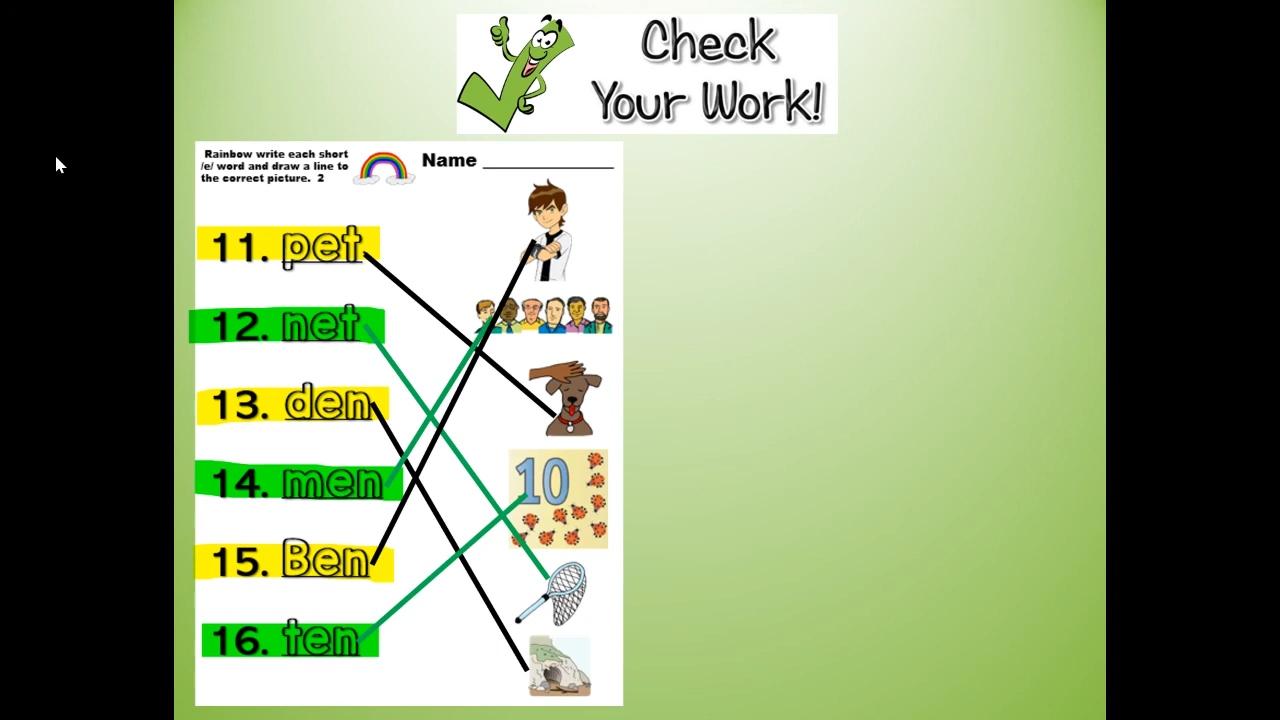 Check
Your Work!
Rainbow write each short
/e/ word and draw a line to
the correct picture. 2
Name ________________
11. pet
12. net
13. den
14. men
10
15. Ben
16. ten